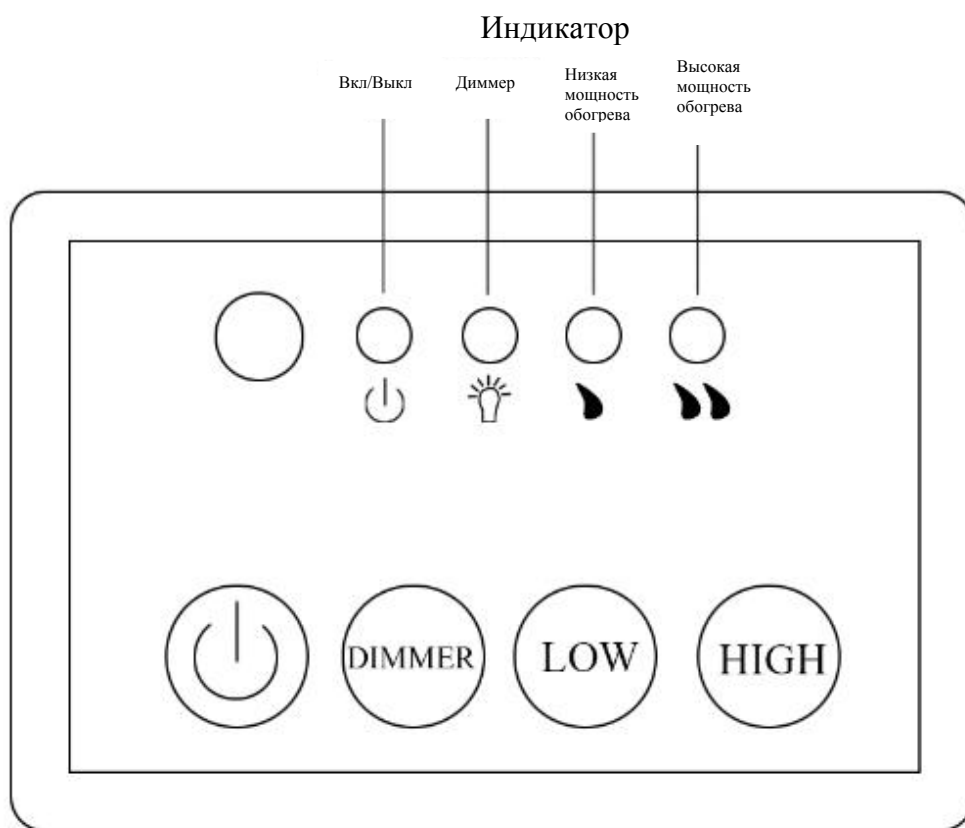 Индикатор
Вкл/Выкл
Диммер
Низкая
мощность
обогрева
Высокая
мощность
обогрева
DIMMER
LOW
HIGH